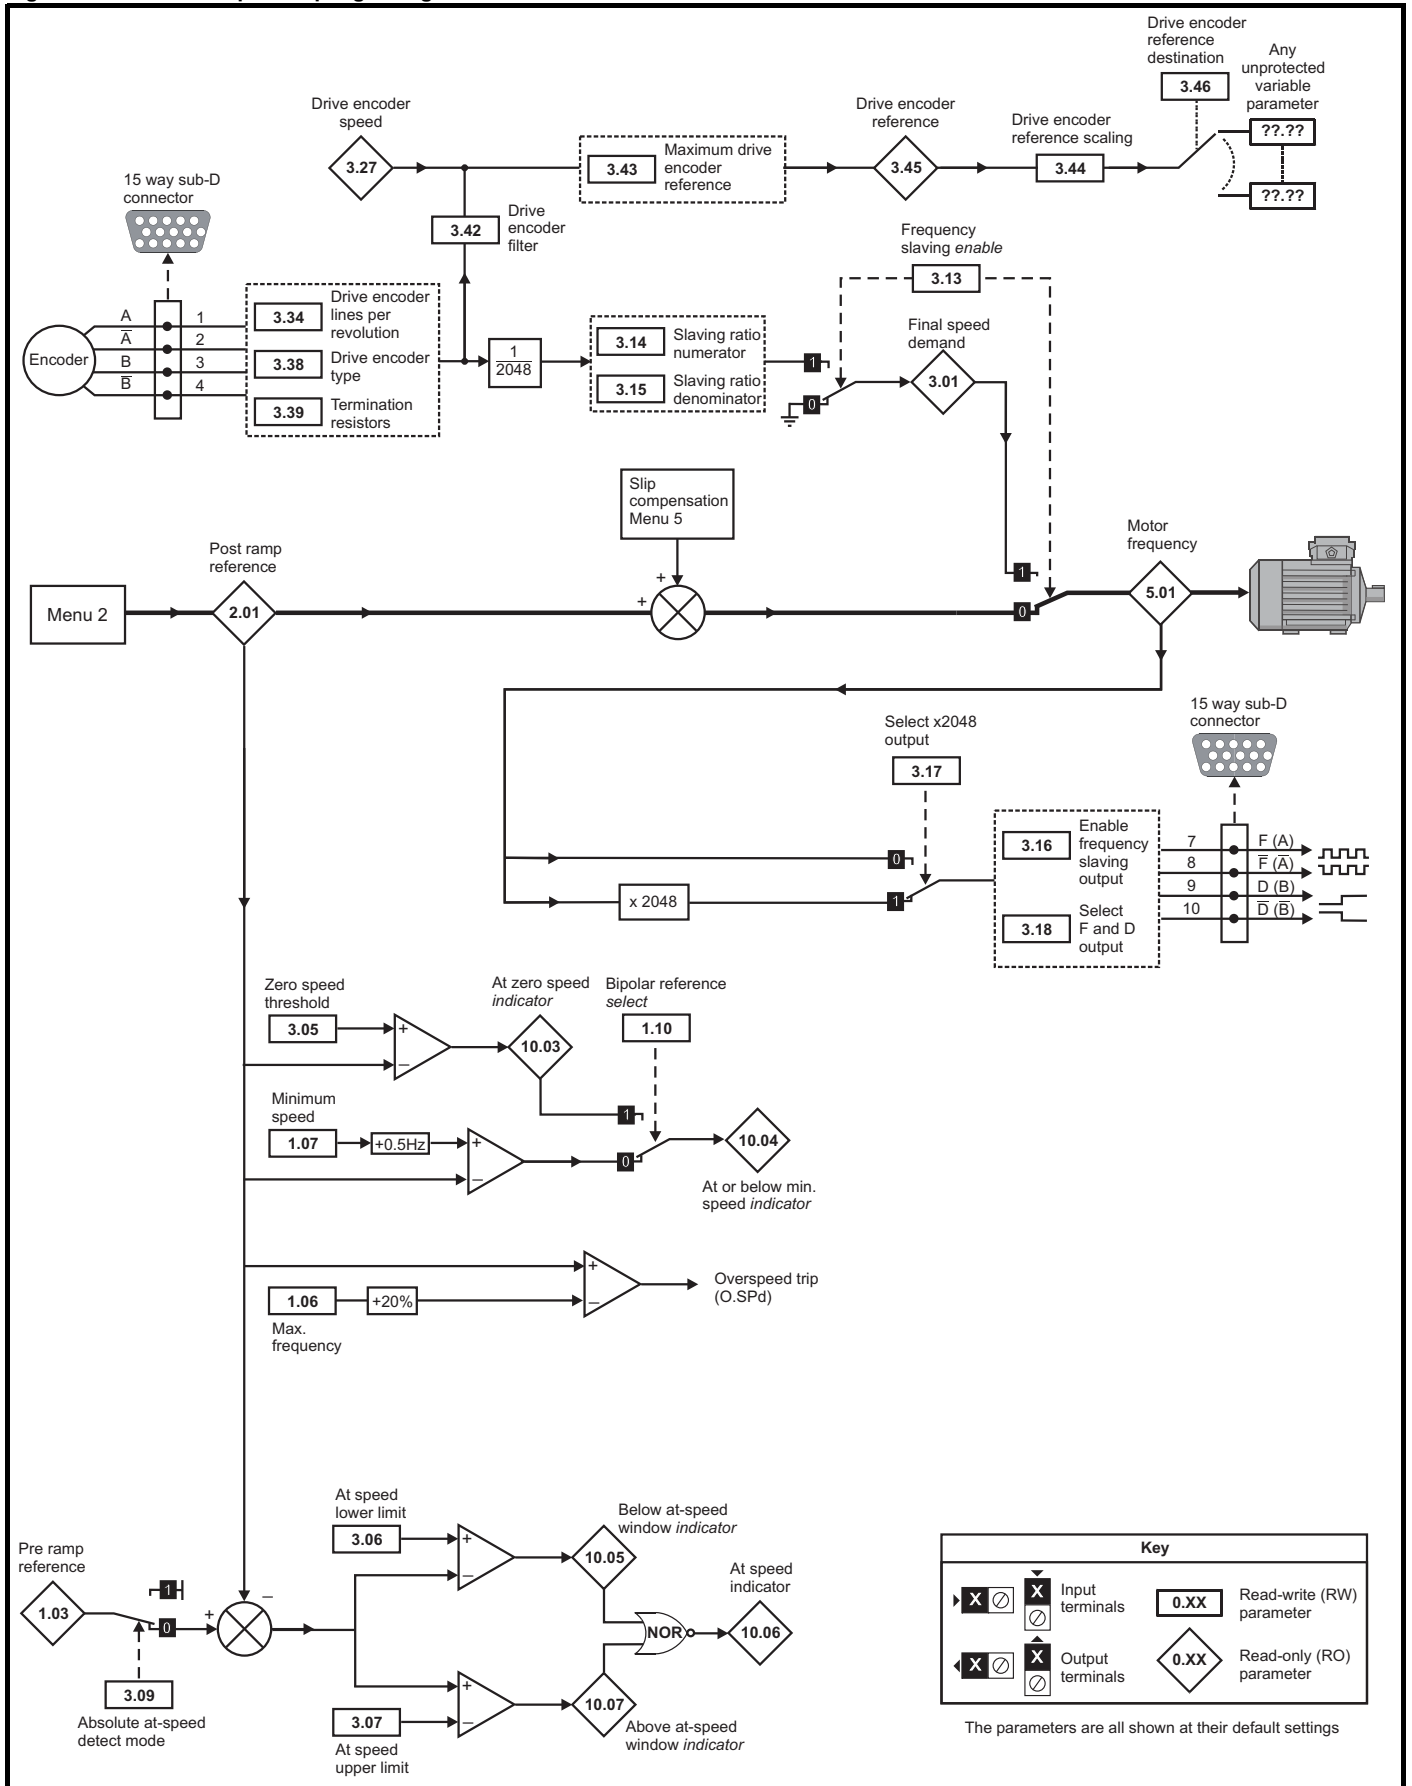 Drive encoder
reference
destination
3.46
Any
unprotected
variable
parameter
??.??
??.??
Drive encoder
speed
3.27
3.43
Maximum drive
encoder
reference
Drive encoder
reference
3.45
Drive encoder
reference scaling
3.44
15 way sub-D
connector
3.42
Drive
encoder
filter
Frequency
slaving enable
3.13
Encoder
A
A̅
B
B̅
1
2
3
4
3.34
Drive encoder
lines per
revolution
3.38
Drive encoder
type
3.39
Termination
resistors
1
2048
3.14
Slaving ratio
numerator
3.15
Slaving ratio
denominator
1
0
Final speed
demand
3.01
Slip
compensation
Menu 5
Menu 2
Post ramp
reference
2.01
+
+
1
0
Motor
frequency
5.01
Select x2048
output
3.17
0
x 2048
1
3.16
Enable
frequency
slaving
output
3.18
Select
F and D
output
15 way sub-D
connector
7
8
9
10
F (A)
F̅ (A̅)
D (B)
D̅ (B̅)
Zero speed
threshold
3.05
+
–
At zero speed
indicator
10.03
Bipolar reference
select
1.10
Minimum
speed
1.07
+0.5Hz
+
–
1
0
10.04
At or below min.
speed indicator
1.06
+20%
Max.
frequency
+
–
Overspeed trip
(O.SPd)
Pre ramp
reference
1.03
1
0
3.09
Absolute at-speed
detect mode
+
–
At speed
lower limit
3.06
+
–
Below at-speed
window indicator
10.05
NOR
At speed
indicator
10.06
+
–
3.07
At speed
upper limit
10.07
Above at-speed
window indicator
Key
X
X
Input
terminals
0.XX
Read-write (RW)
parameter
X
X
Output
terminals
0.XX
Read-only (RO)
parameter
The parameters are all shown at their default settings